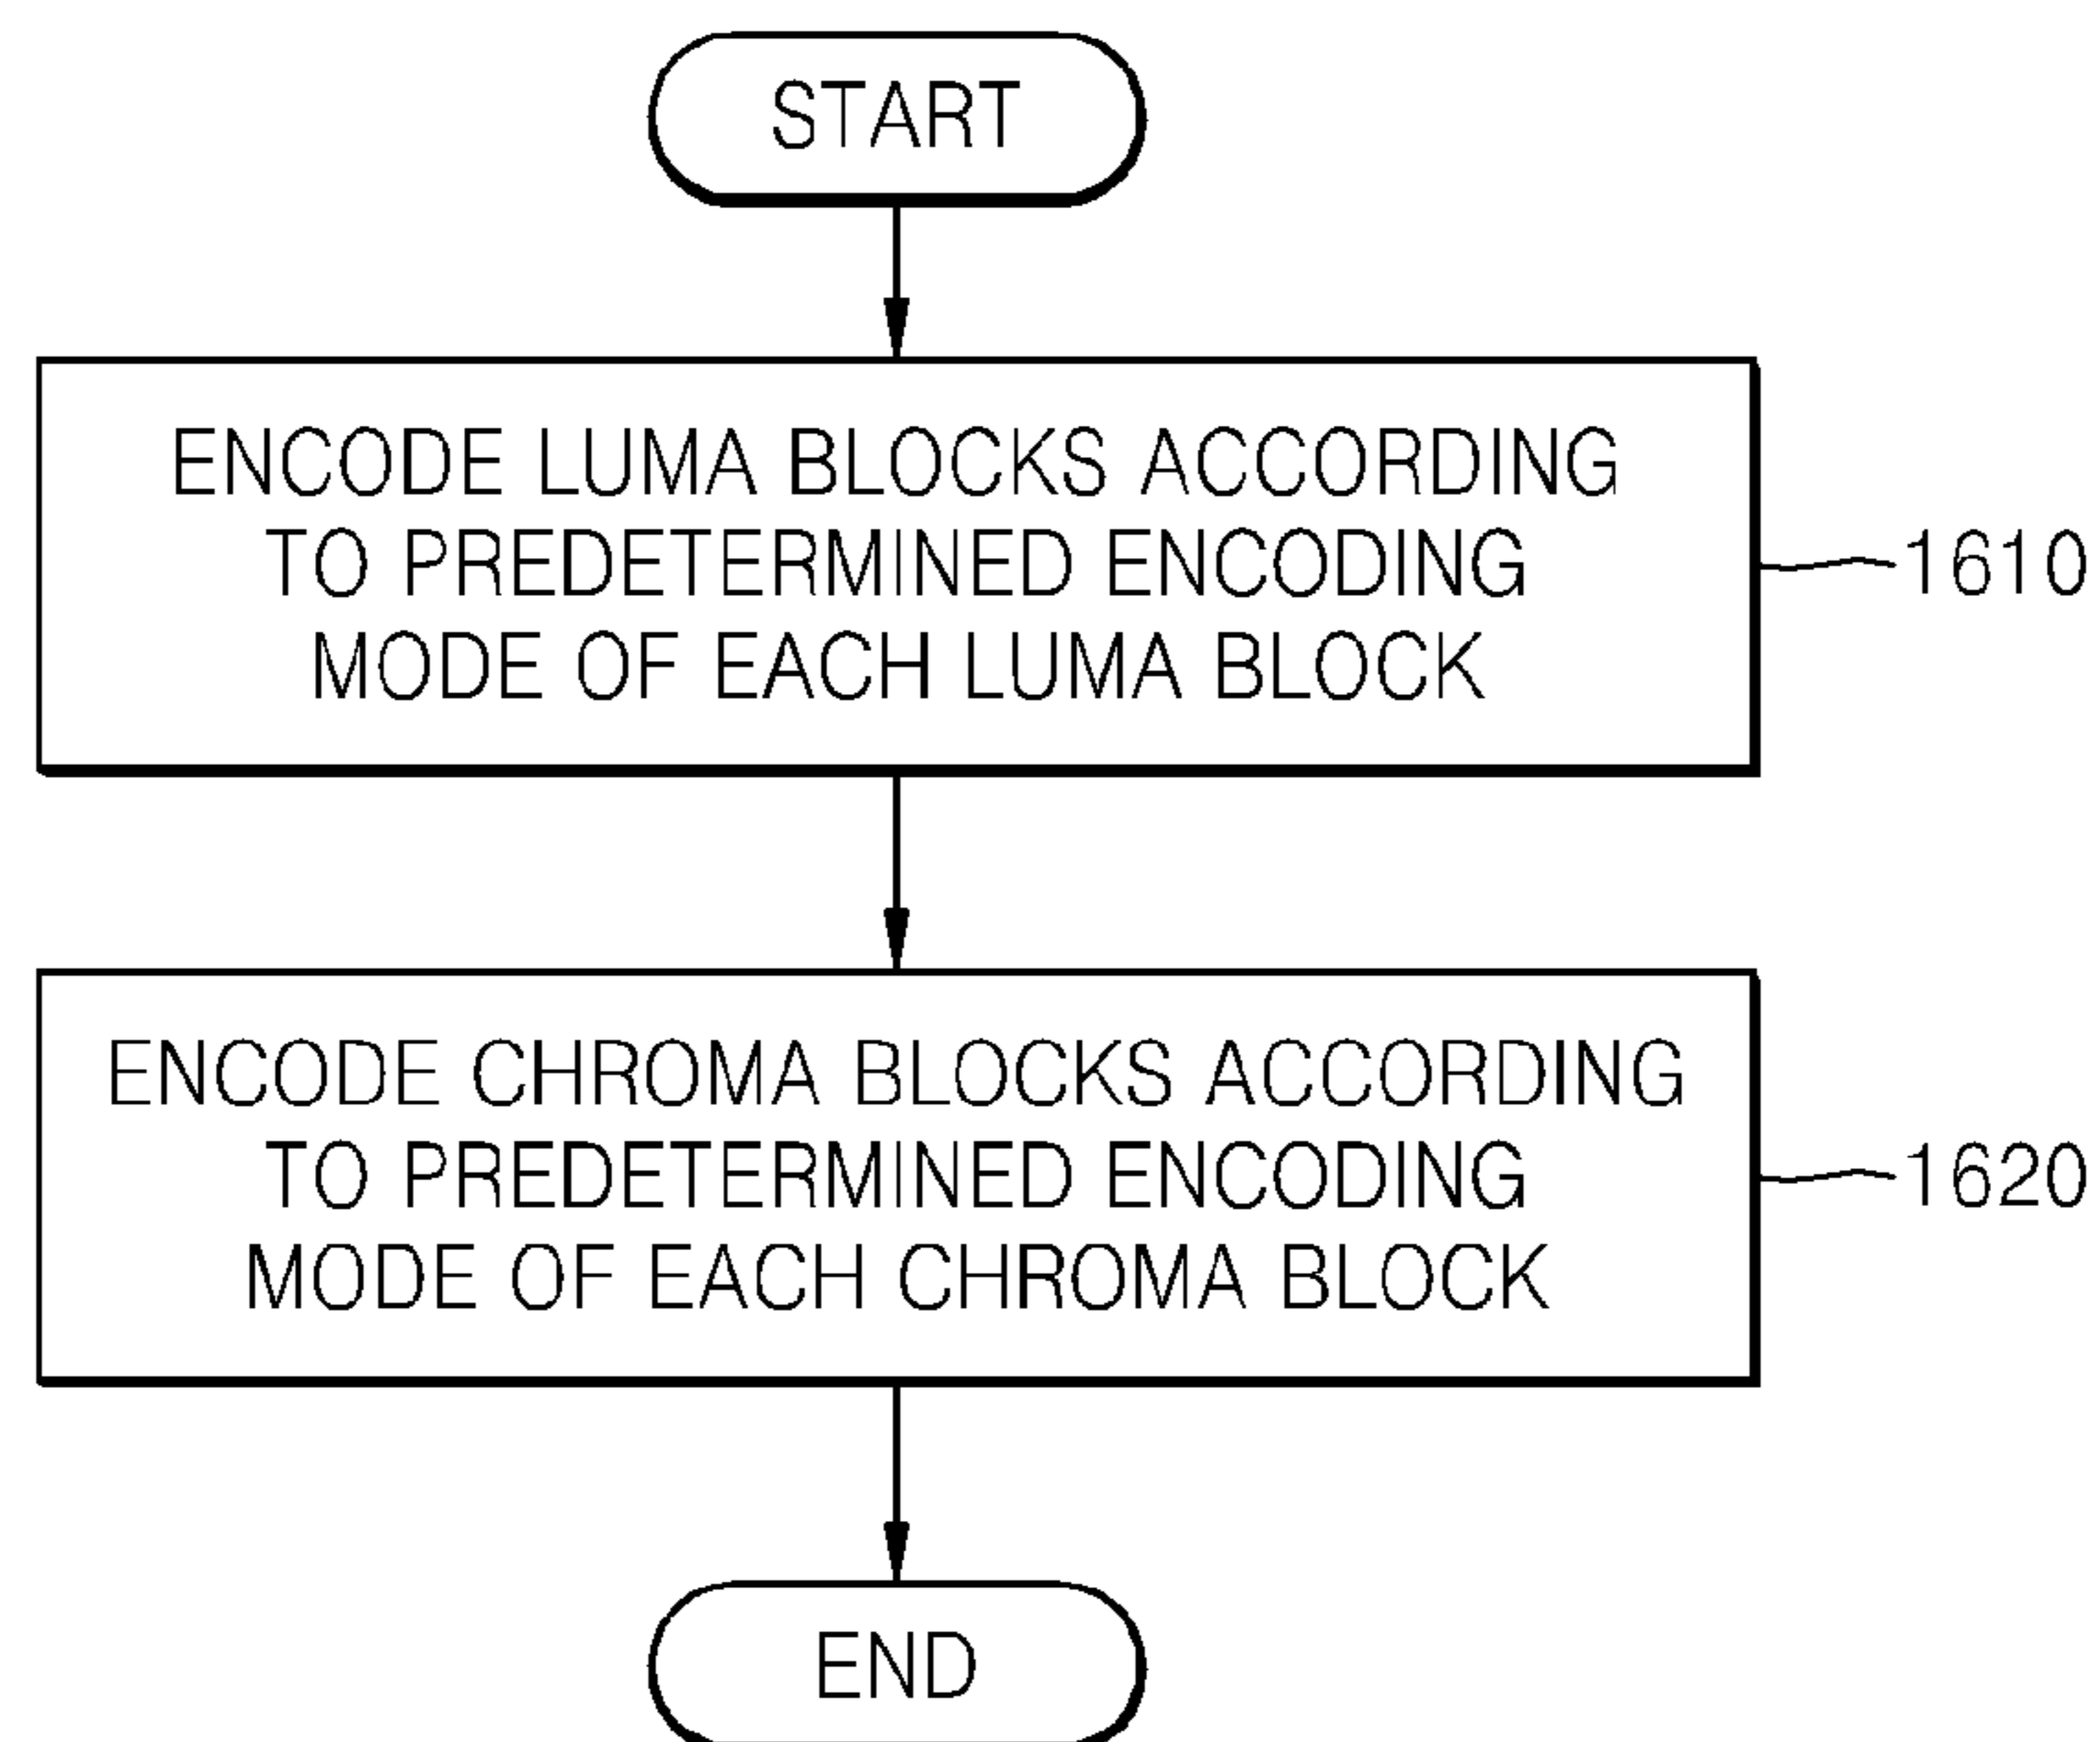 START
ENCODE LUMA BLOCKS ACCORDING
TO PREDETERMINED ENCODING
MODE OF EACH LUMA BLOCK
1610
ENCODE CHROMA BLOCKS ACCORDING
TO PREDETERMINED ENCODING
MODE OF EACH CHROMA BLOCK
1620
END